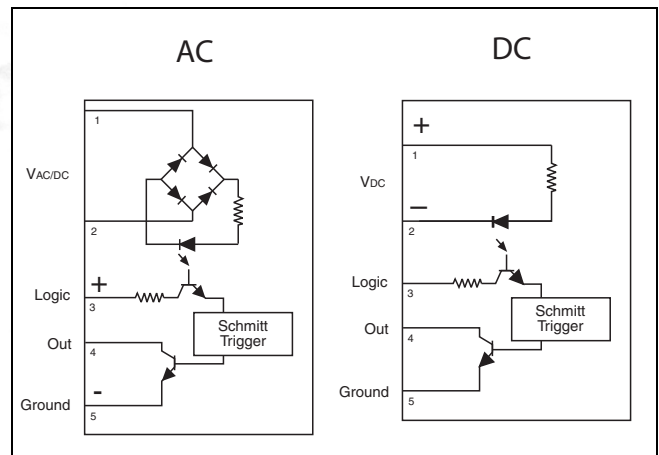 AC
1
VAC/DC
2
+
Logic
3
Schmitt
Trigger
Out
4
-
Ground
5
DC
+
1
VDC
–
2
Logic
3
Schmitt
Trigger
Out
4
Ground
5